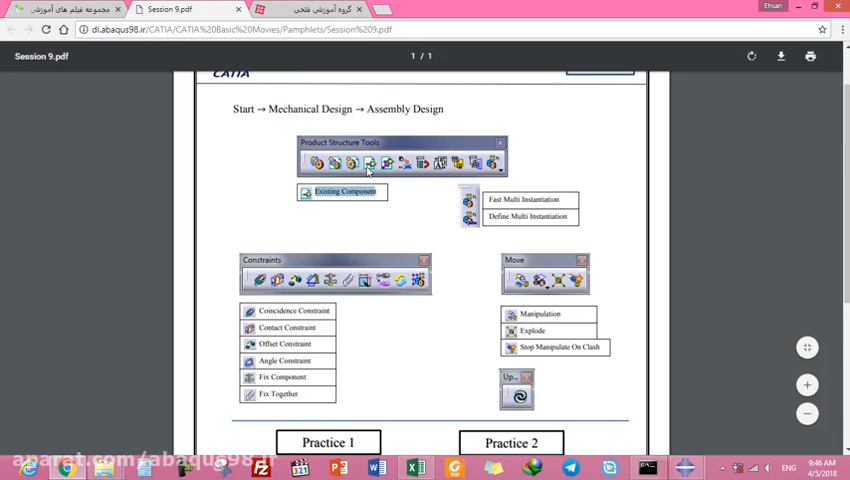 Ehsan
مجموعه فیلم های آموزشی
Session 9.pdf
گروه آموزشی فتحی
dl.abaqus98.ir/CATIA/CATIA%20Basic%20Movies/Pamphlets/Session%209.pdf
Session 9.pdf
1 / 1
CATIA
Start → Mechanical Design → Assembly Design
Product Structure Tools
Existing Component
Fast Multi Instantiation
Define Multi Instantiation
Constraints
Move
Coincidence Constraint
Contact Constraint
Offset Constraint
Angle Constraint
Fix Component
Fix Together
Manipulation
Explode
Stop Manipulate On Clash
Up...
Practice 1
Practice 2
aparat.com/abaqus98.ir
321
ENG
9:46 AM
4/5/2018